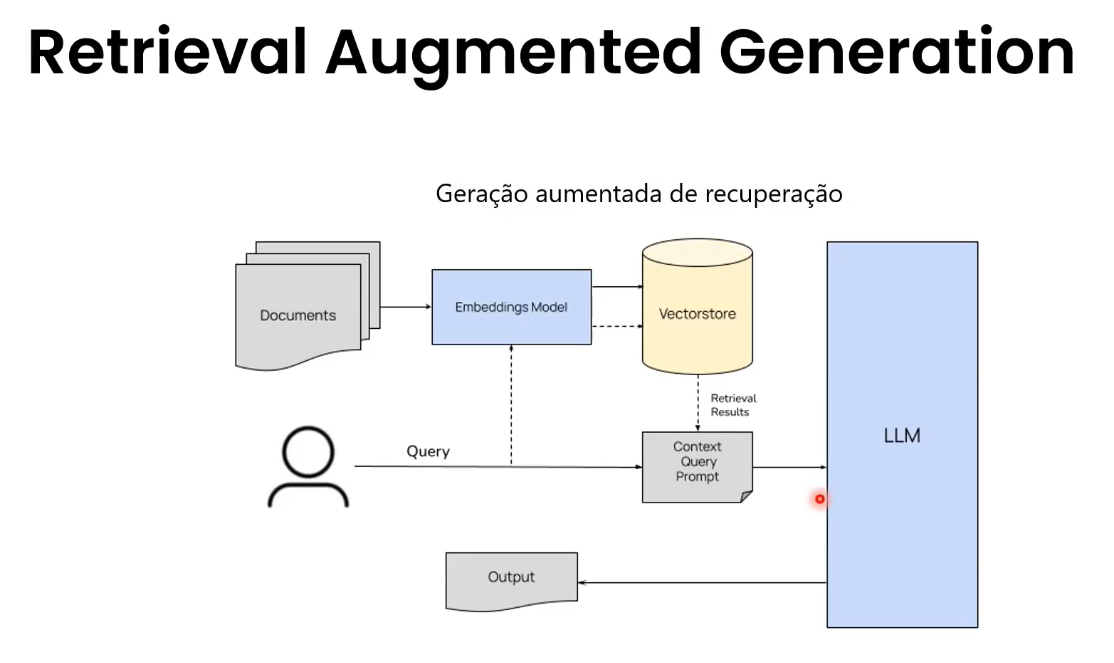 Retrieval Augmented Generation
Geração aumentada de recuperação
Documents
Embeddings Model
Vectorstore
Retrieval
Results
Query
Context
Query
Prompt
LLM
Output